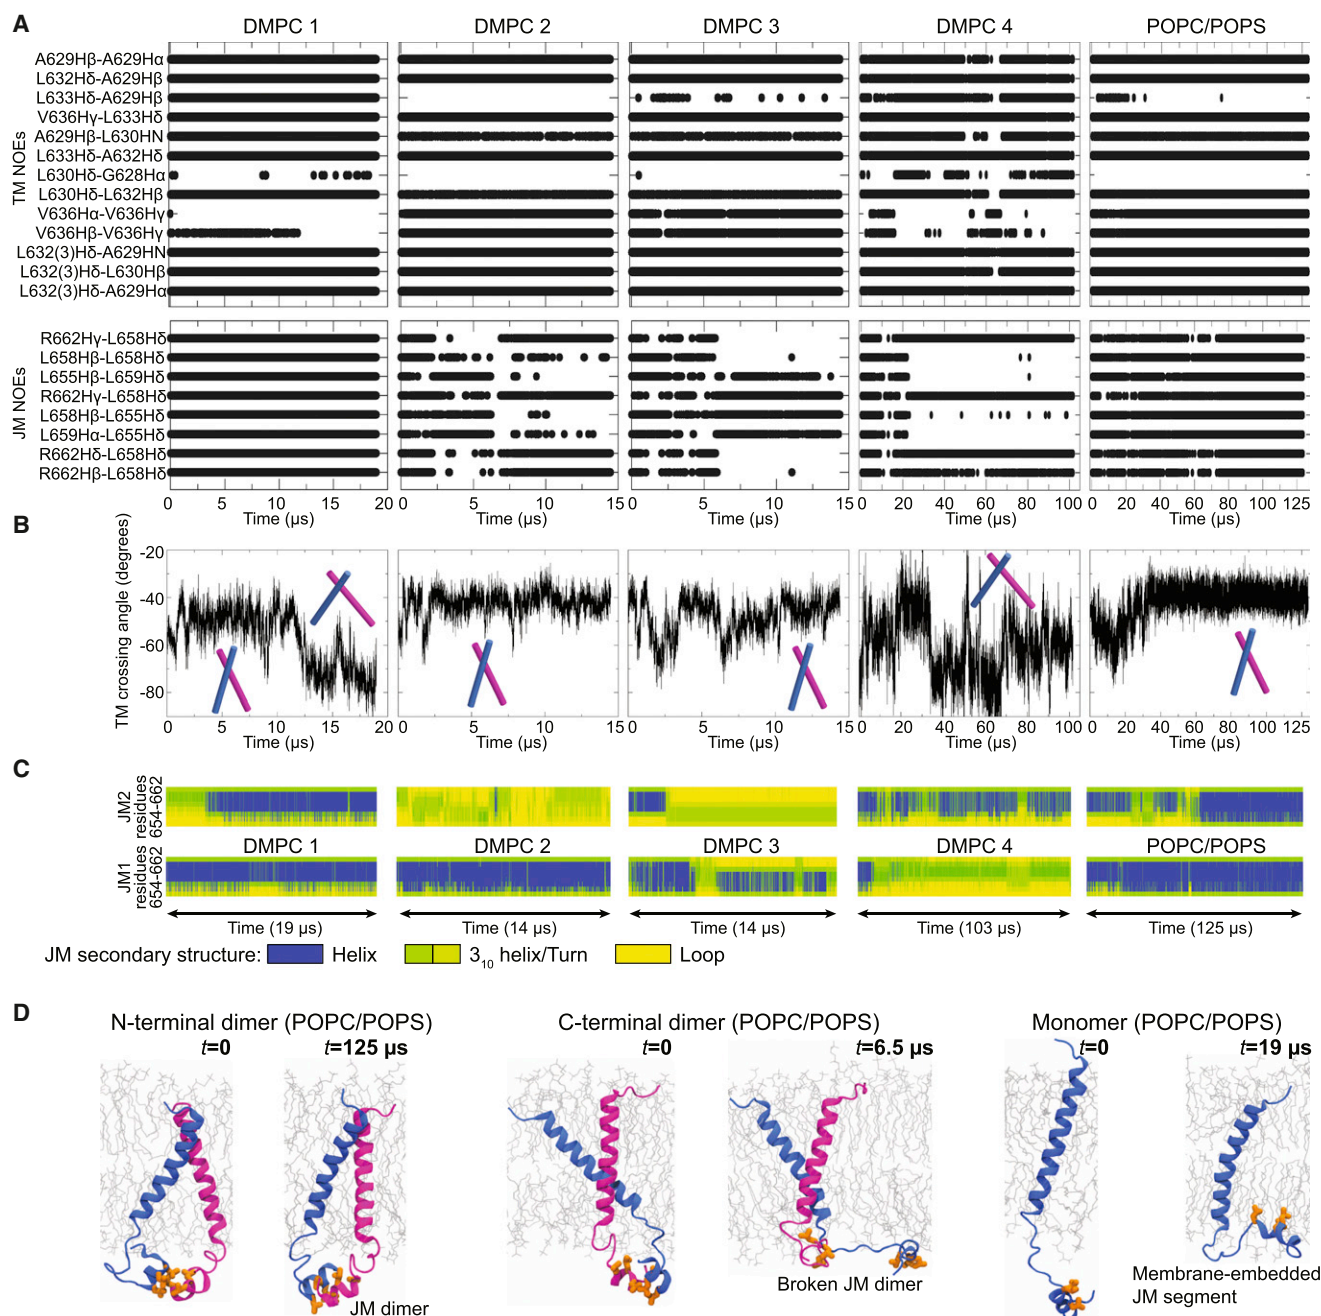 A
DMPC 1
DMPC 2
DMPC 3
DMPC 4
POPC/POPS
TM NOEs
A629Hβ-A629Hα
L632Hδ-A629Hβ
L633Hδ-A629Hβ
V636Hγ-L633Hδ
A629Hβ-L630HN
L633Hδ-A632Hδ
L630Hδ-G628Hα
L630Hδ-L632Hβ
V636Hα-V636Hγ
V636Hβ-V636Hγ
L632(3)Hδ-A629HN
L632(3)Hδ-L630Hβ
L632(3)Hδ-A629Hα
JM NOEs
R662Hγ-L658Hδ
L658Hβ-L658Hδ
L655Hβ-L659Hδ
R662Hγ-L658Hδ
L658Hβ-L655Hδ
L659Hα-L655Hδ
R662Hδ-L658Hδ
R662Hβ-L658Hδ
0 5 10 15 20
0 5 10 15
0 5 10 15
0 20 40 60 80 100
0 25 50 75 100 125
Time (μs)
Time (μs)
Time (μs)
Time (μs)
Time (μs)
B
TM crossing angle (degrees)
-20
-40
-60
-80
0 5 10 15 20
0 5 10 15
0 5 10 15
0 20 40 60 80 100
0 25 50 75 100 125
Time (μs)
Time (μs)
Time (μs)
Time (μs)
Time (μs)
C
JM2
residues
654-662
DMPC 1
DMPC 2
DMPC 3
DMPC 4
POPC/POPS
JM1
residues
654-662
Time (19 μs)
Time (14 μs)
Time (14 μs)
Time (103 μs)
Time (125 μs)
JM secondary structure:
Helix
3₁₀ helix/Turn
Loop
D
N-terminal dimer (POPC/POPS)
t=0
t=125 μs
JM dimer
C-terminal dimer (POPC/POPS)
t=0
t=6.5 μs
Broken JM dimer
Monomer (POPC/POPS)
t=0
t=19 μs
Membrane-embedded
JM segment